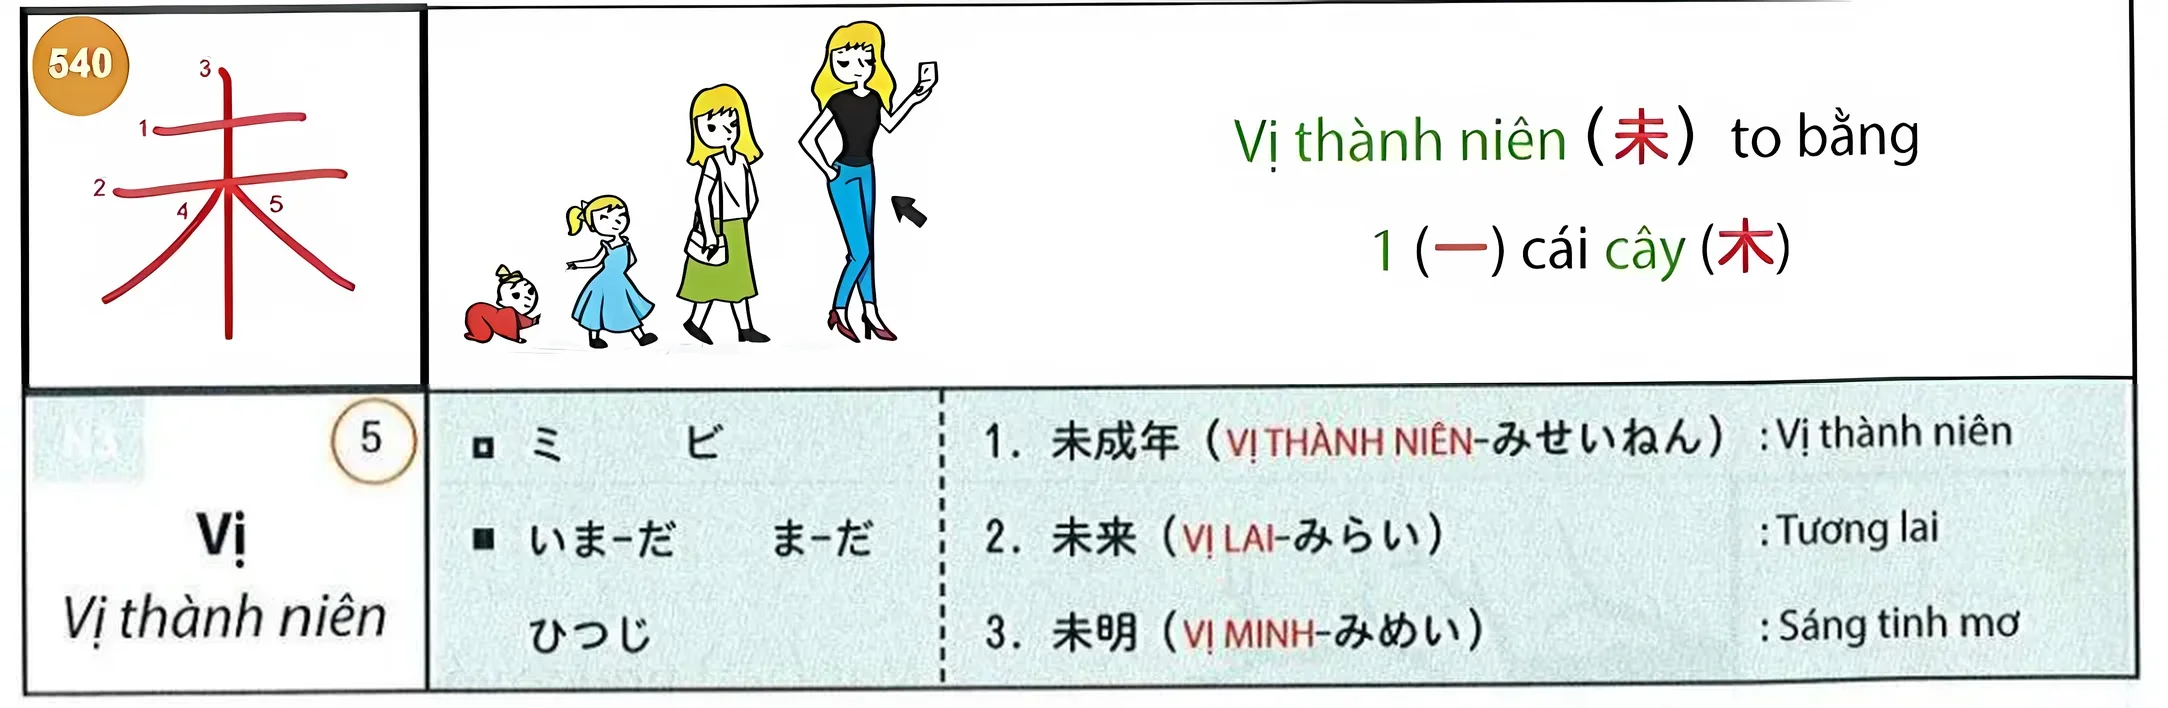 540
1
2
3
4
5
Vị thành niên (未) to bằng
1 (一) cái cây (木)
N3
5
Vị
Vị thành niên
ミ ビ
いま-だ ま-だ
ひつじ
1. 未成年 (VỊ THÀNH NIÊN-みせいねん) : Vị thành niên
2. 未来 (VỊ LAI-みらい) : Tương lai
3. 未明 (VỊ MINH-みめい) : Sáng tinh mơ